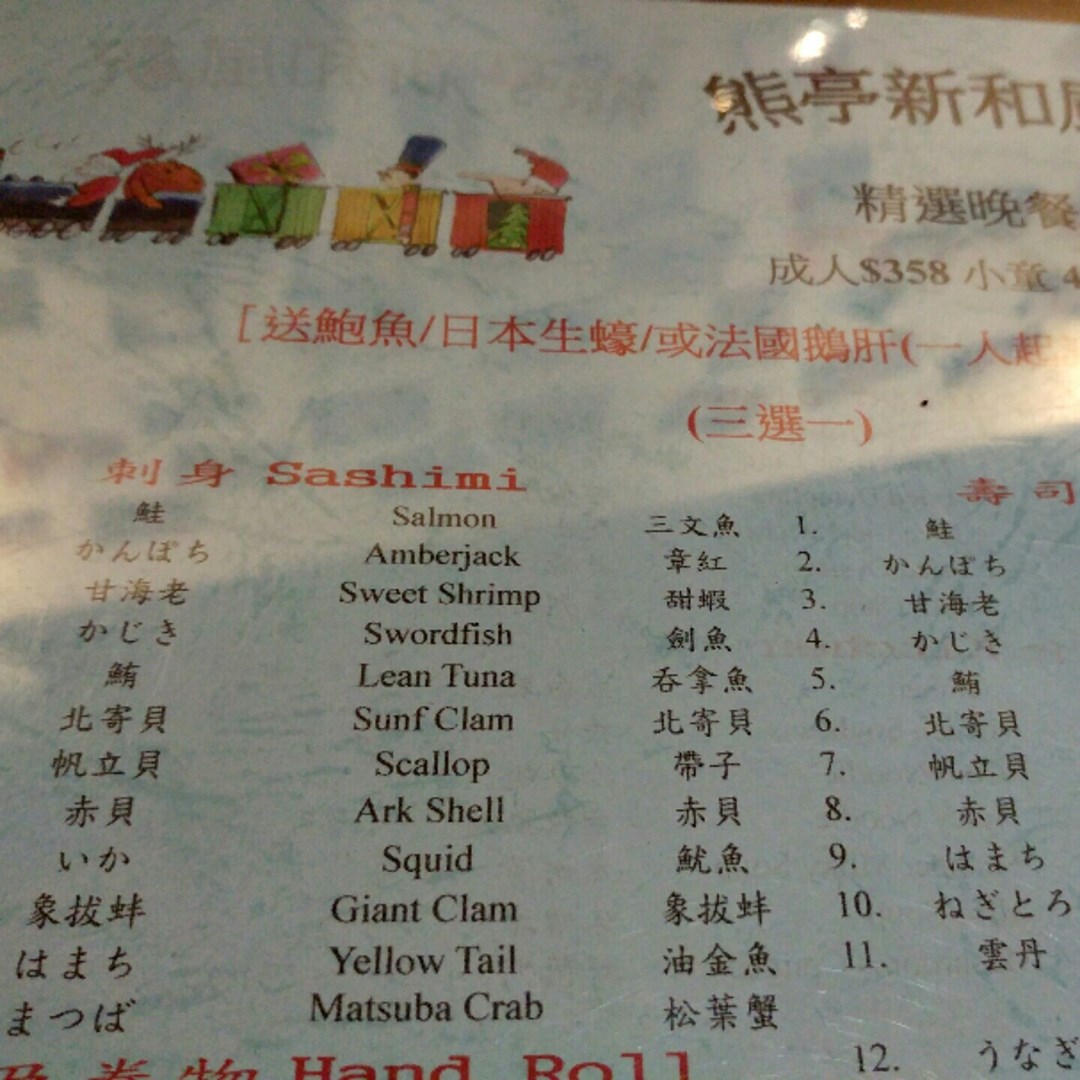 熊亭新和
精選晚餐
成人$358 小童 4
[送鮑魚/日本生蠔/或法國鵝肝(一人起
(三選一)
刺身 Sashimi
鮭 Salmon 三文魚
かんぱち Amberjack 章紅
甘海老 Sweet Shrimp 甜蝦
かじき Swordfish 劍魚
鮪 Lean Tuna 吞拿魚
北寄貝 Sunf Clam 北寄貝
帆立貝 Scallop 帶子
赤貝 Ark Shell 赤貝
いか Squid 魷魚
象拔蚌 Giant Clam 象拔蚌
はまち Yellow Tail 油金魚
まつば Matsuba Crab 松葉蟹
卷物 Hand Roll
壽司
1. 鮭
2. かんぱち
3. 甘海老
4. かじき
5. 鮪
6. 北寄貝
7. 帆立貝
8. 赤貝
9. はまち
10. ねぎとろ
11. 雲丹
12. うなぎ